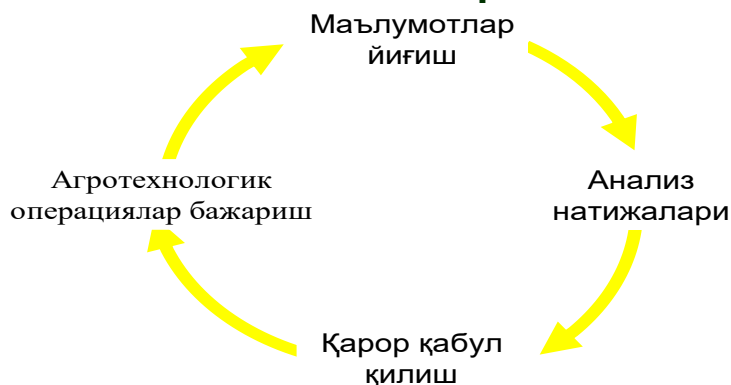 Маълумотлар
йиғиш
Анализ
натижалари
Қарор қабул
қилиш
Агротехнологик
операциялар бажариш